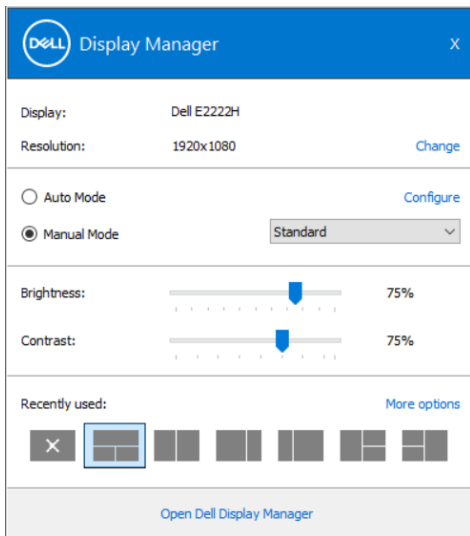 DELL Display Manager X
Display: Dell E2222H
Resolution: 1920x1080 Change
Auto Mode Configure
Manual Mode Standard
Brightness: 75%
Contrast: 75%
Recently used: More options
Open Dell Display Manager